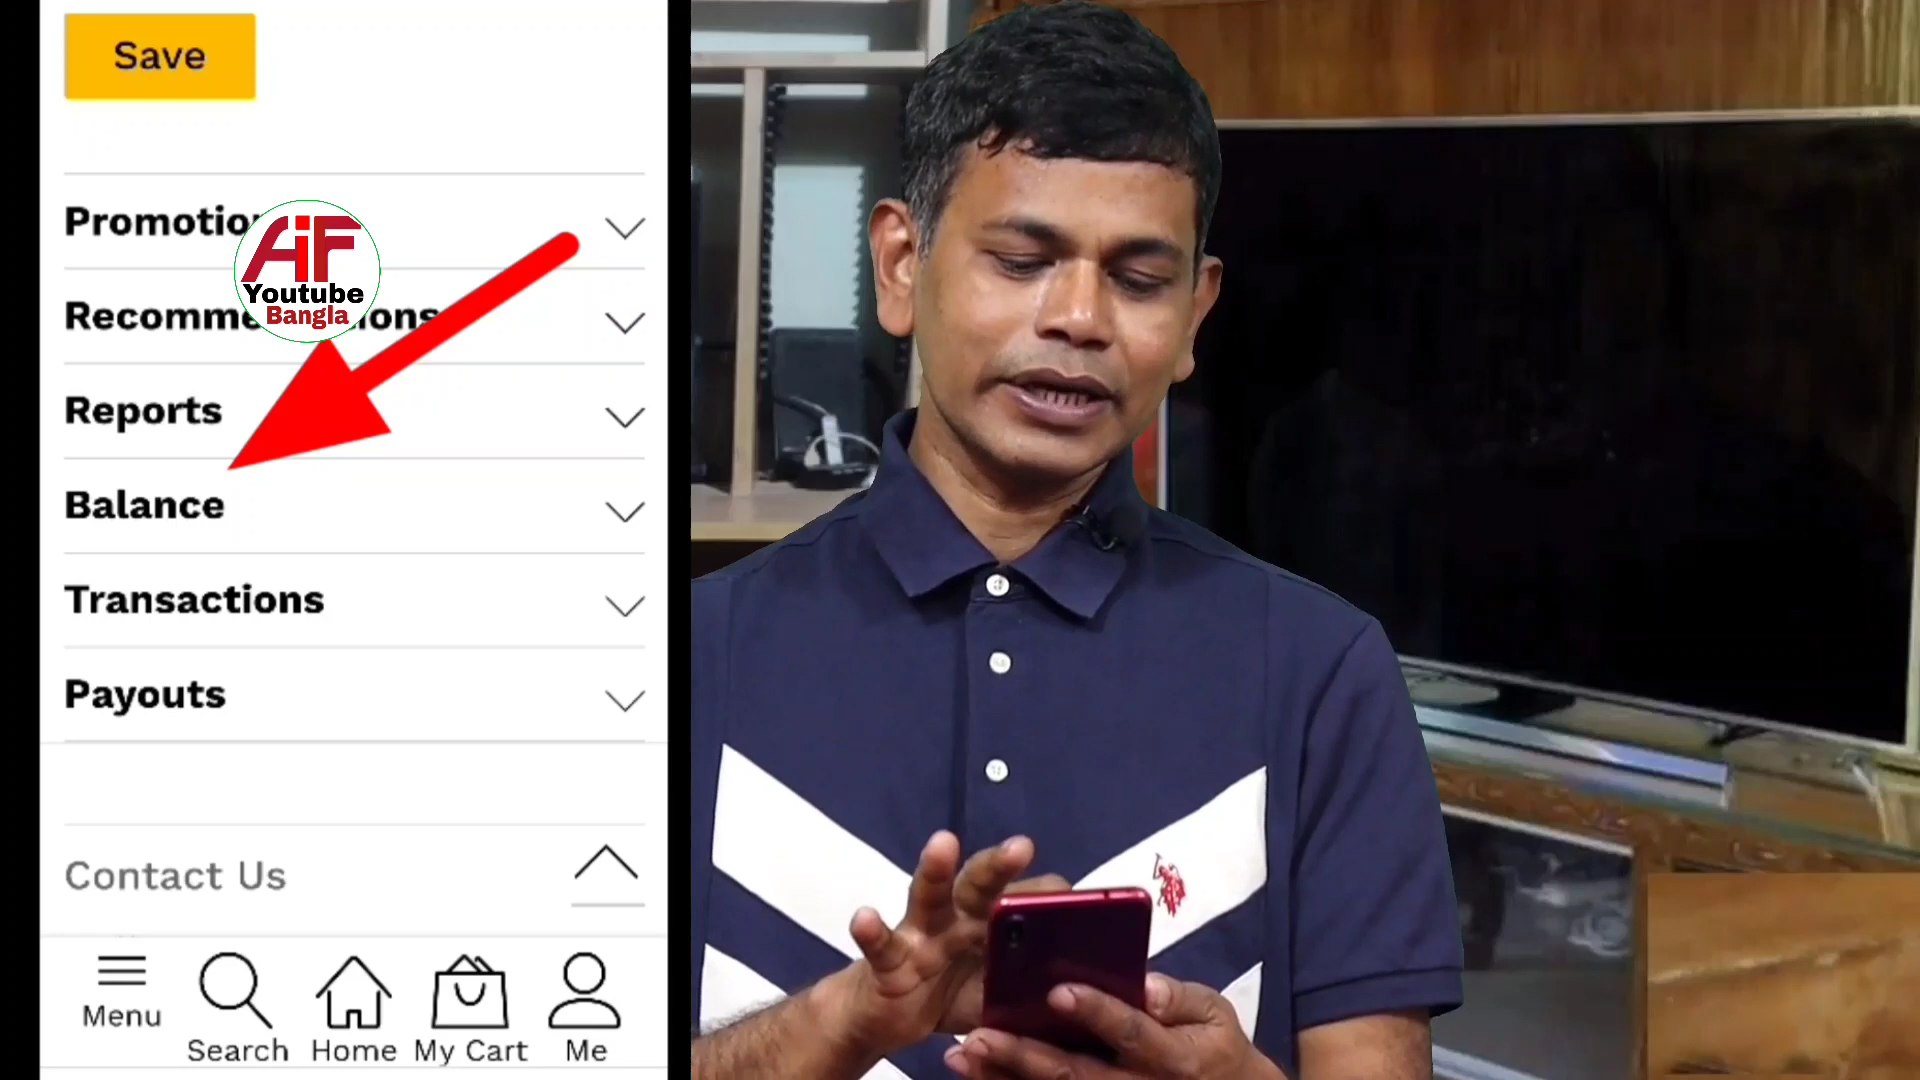 Save
Promotio
AiF
Youtube
Bangla
Recomme ions
Reports
Balance
Transactions
Payouts
Contact Us
Menu
Search
Home
My Cart
Me